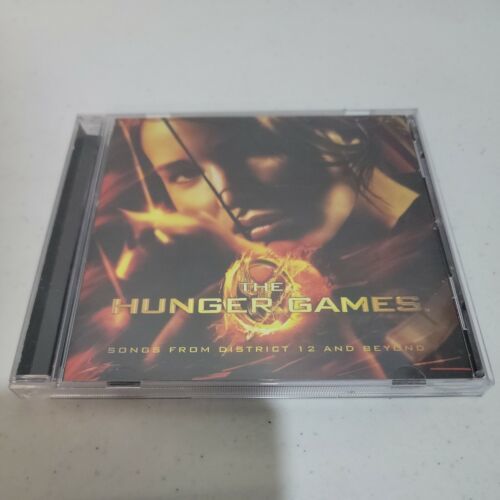 THE
HUNGER GAMES
SONGS FROM DISTRICT 12 AND BEYOND